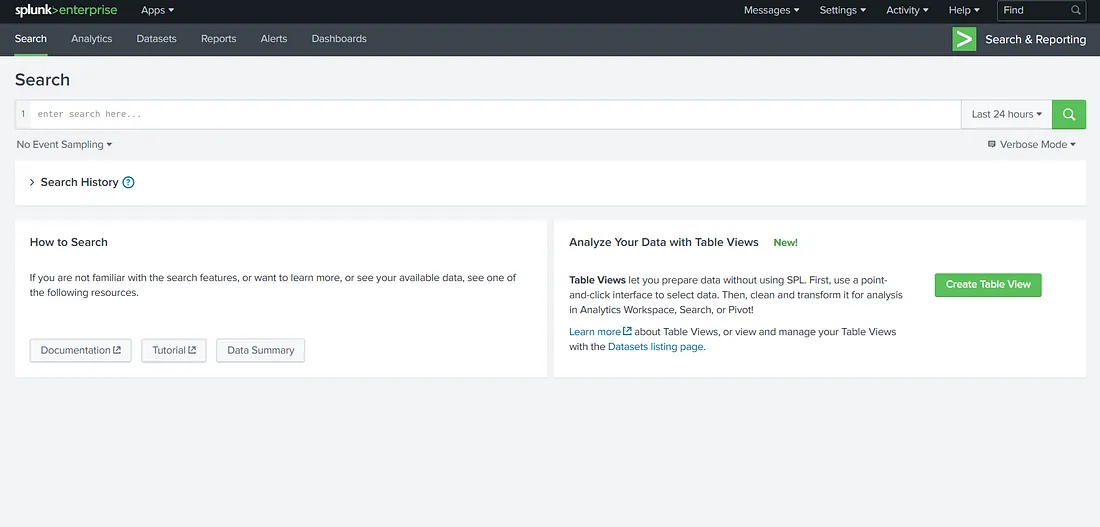 splunk>enterprise Apps Messages Settings Activity Help Find
Search Analytics Datasets Reports Alerts Dashboards Search & Reporting
Search
1 enter search here... Last 24 hours
No Event Sampling Verbose Mode
Search History ?
How to Search
If you are not familiar with the search features, or want to learn more, or see your available data, see one of
the following resources.
Documentation Tutorial Data Summary
Analyze Your Data with Table Views New!
Table Views let you prepare data without using SPL. First, use a point-
and-click interface to select data. Then, clean and transform it for analysis
in Analytics Workspace, Search, or Pivot!
Learn more about Table Views, or view and manage your Table Views
with the Datasets listing page.
Create Table View